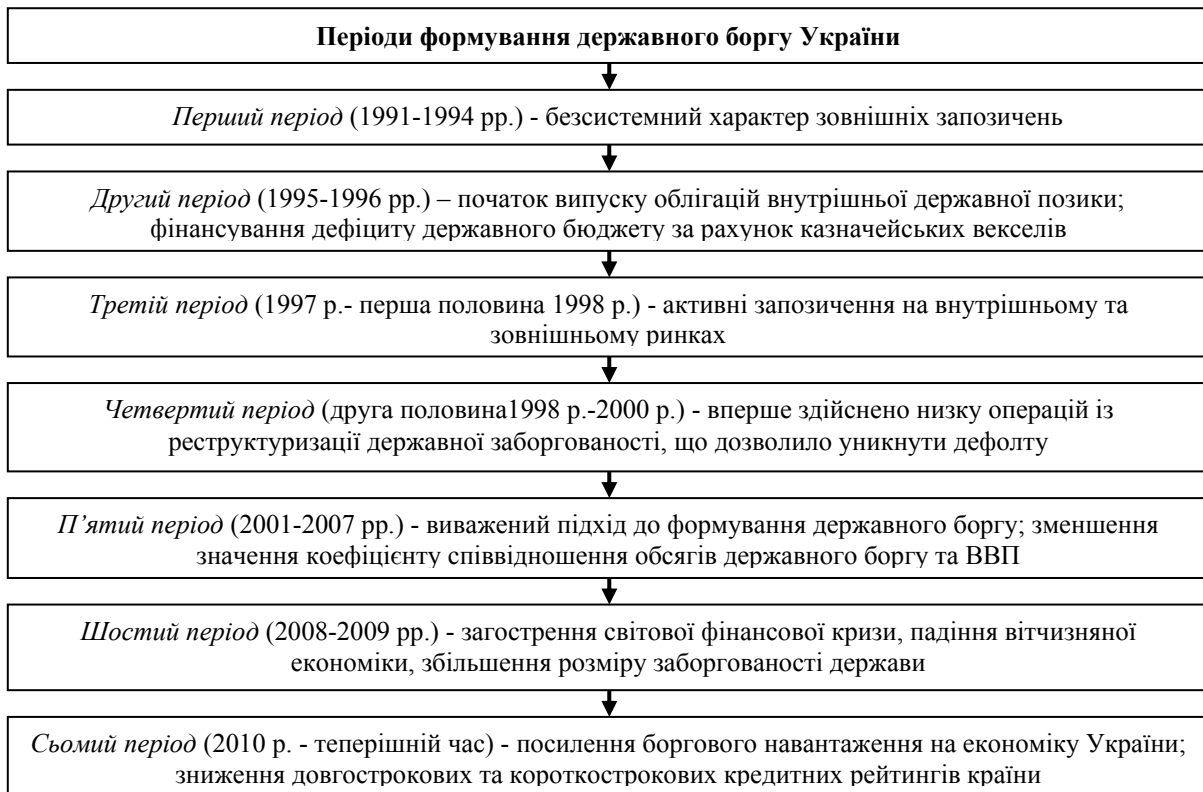 Періоди формування державного боргу України
Перший період (1991-1994 рр.) - безсистемний характер зовнішніх запозичень
Другий період (1995-1996 рр.) – початок випуску облігацій внутрішньої державної позики;
фінансування дефіциту державного бюджету за рахунок казначейських векселів
Третій період (1997 р.- перша половина 1998 р.) - активні запозичення на внутрішньому та
зовнішньому ринках
Четвертий період (друга половина1998 р.-2000 р.) - вперше здійснено низку операцій із
реструктуризації державної заборгованості, що дозволило уникнути дефолту
П’ятий період (2001-2007 рр.) - виважений підхід до формування державного боргу; зменшення
значення коефіцієнту співвідношення обсягів державного боргу та ВВП
Шостий період (2008-2009 рр.) - загострення світової фінансової кризи, падіння вітчизняної
економіки, збільшення розміру заборгованості держави
Сьомий період (2010 р. - теперішній час) - посилення боргового навантаження на економіку України;
зниження довгострокових та короткострокових кредитних рейтингів країни